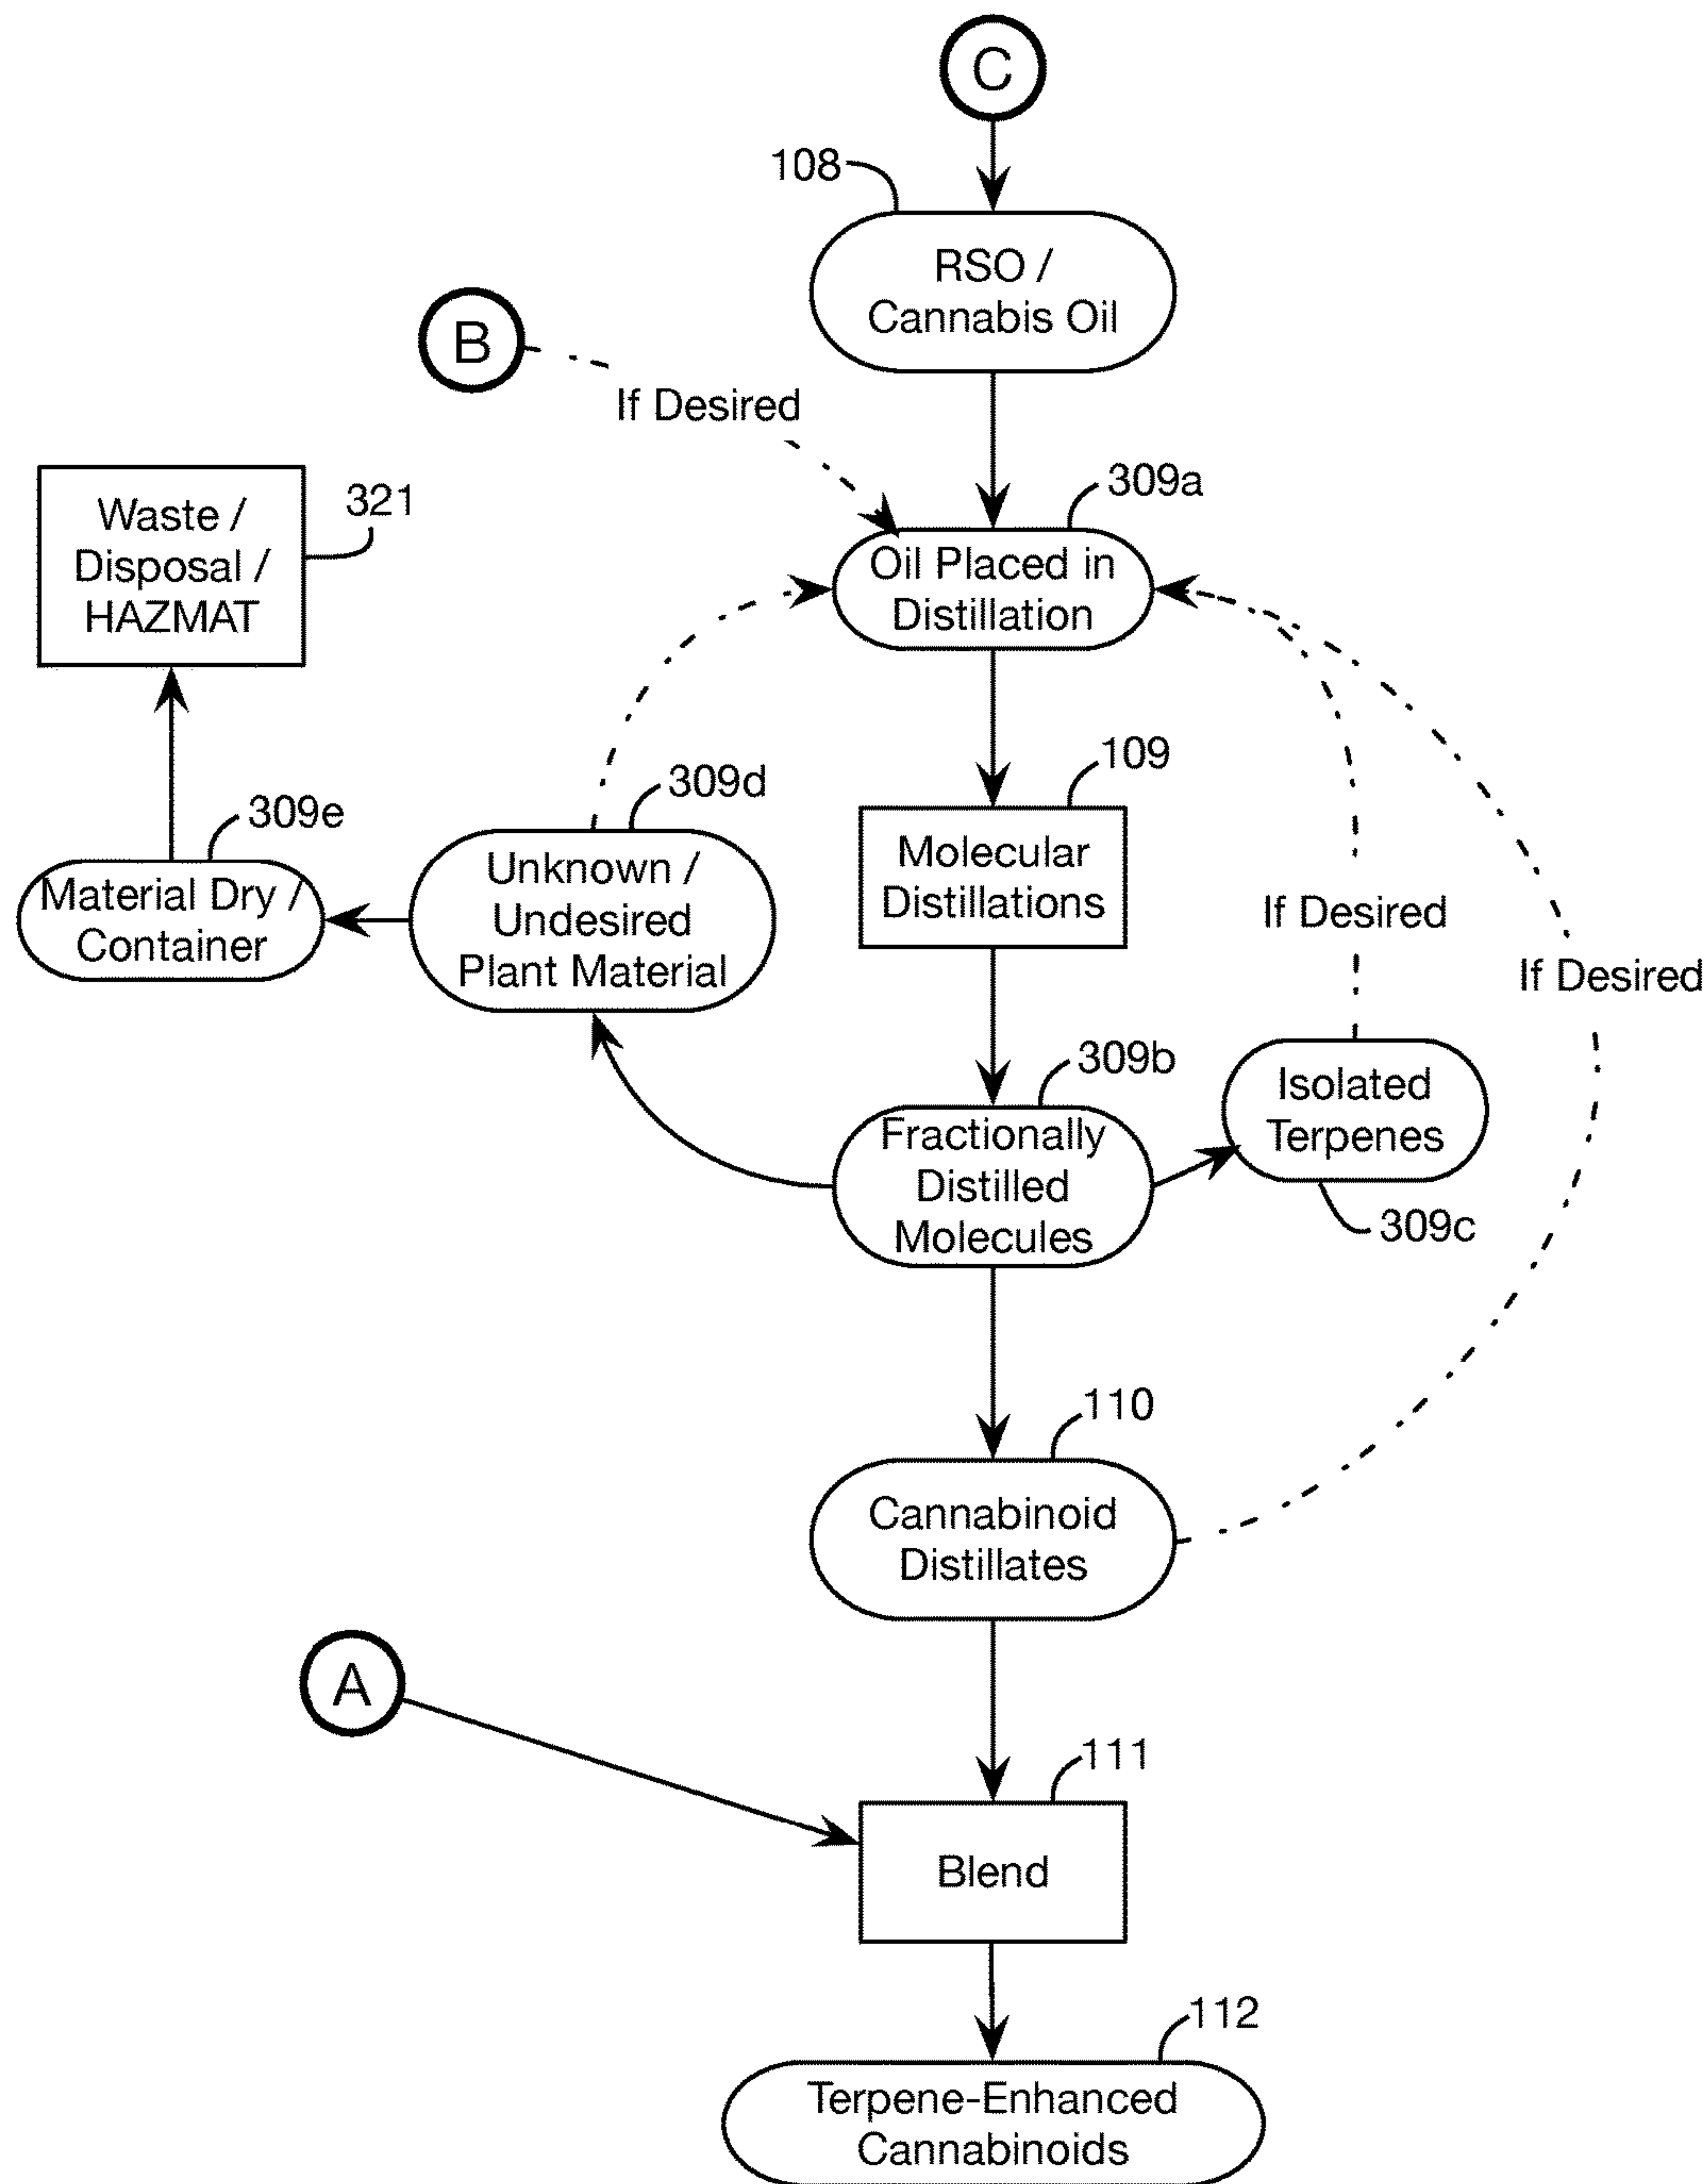 C
108
RSO /
Cannabis Oil
B
If Desired
309a
Oil Placed in
Distillation
Waste /
Disposal /
HAZMAT
321
109
Molecular
Distillations
309d
Unknown /
Undesired
Plant Material
309e
Material Dry /
Container
If Desired
If Desired
309b
Fractionally
Distilled
Molecules
Isolated
Terpenes
309c
110
Cannabinoid
Distillates
A
111
Blend
112
Terpene-Enhanced
Cannabinoids